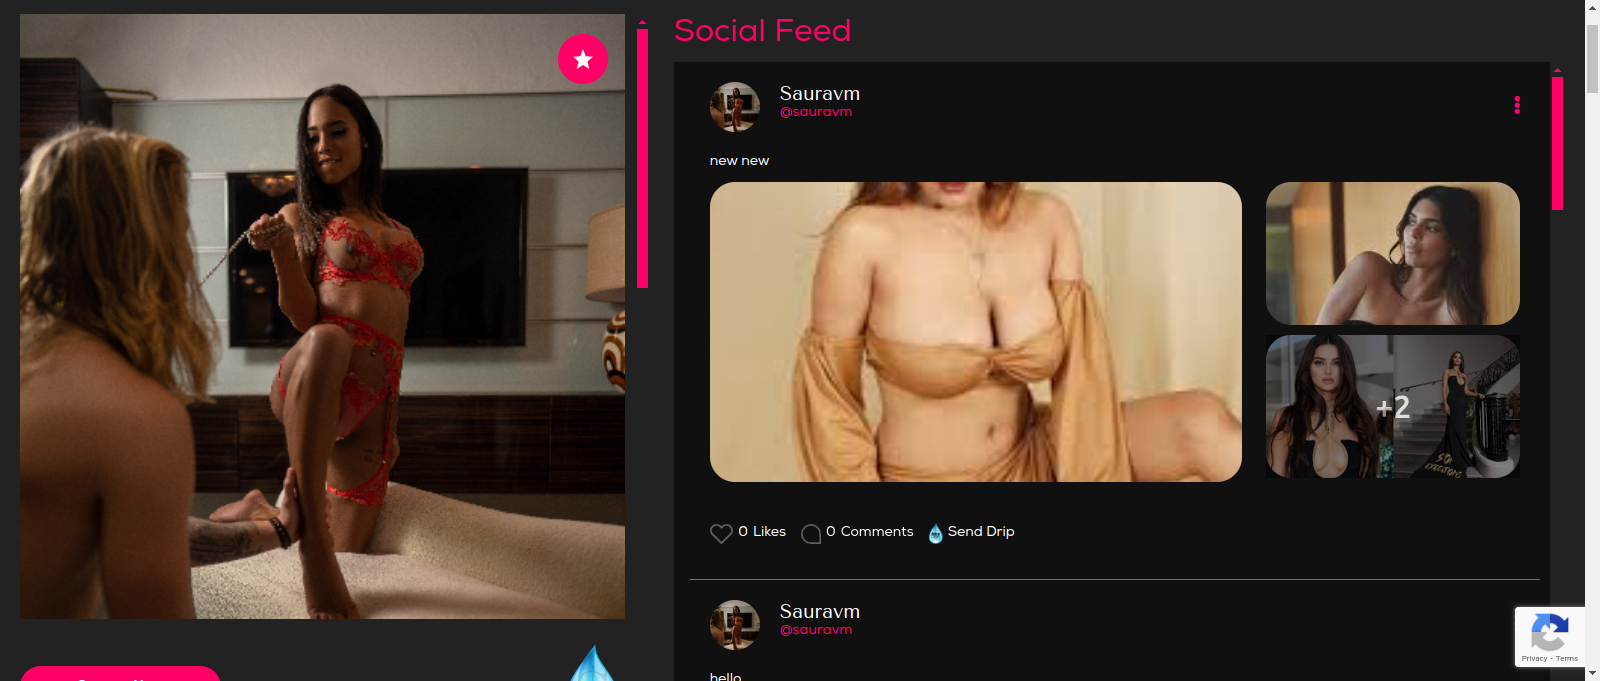 Social Feed
Sauravm
@sauravm
new new
+2
0 Likes
0 Comments
Send Drip
Sauravm
@sauravm
hello
Privacy - Terms